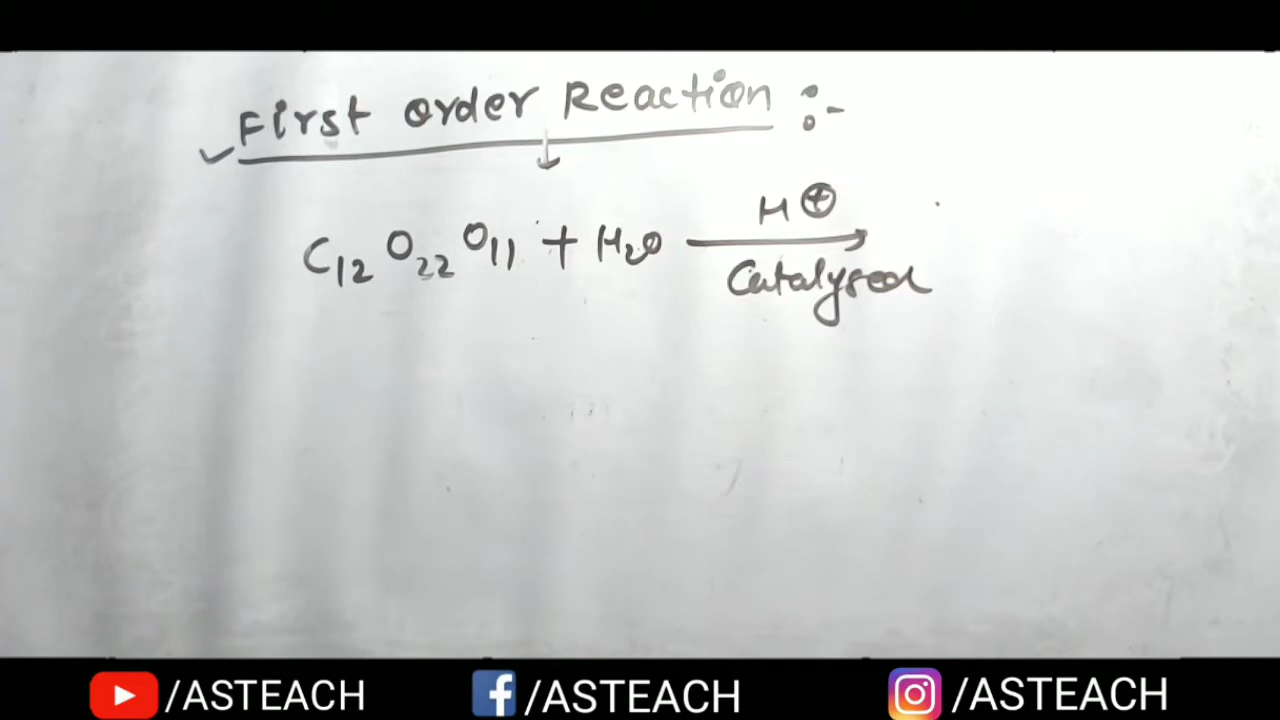 First order Reaction :-
H⊕
C12 O22 O11 + H2O ⟶
Catalysed
/ASTEACH /ASTEACH /ASTEACH